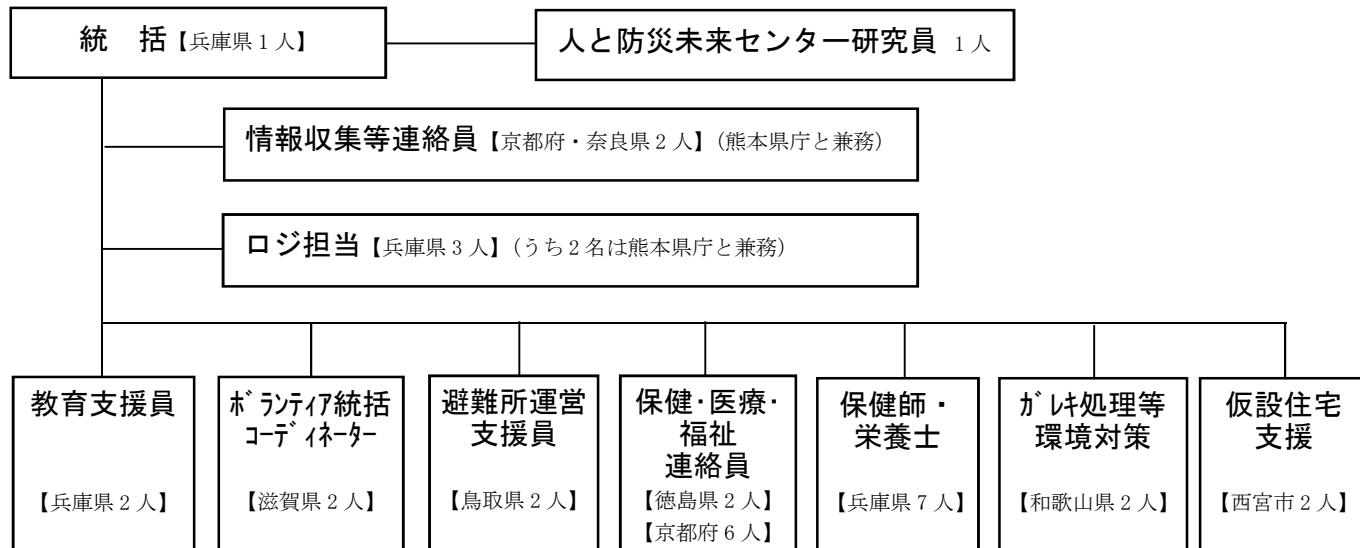 統　括【兵庫県1人】
人と防災未来センター研究員 1人
情報収集等連絡員【京都府・奈良県2人】(熊本県庁と兼務)
ロジ担当【兵庫県3人】(うち2名は熊本県庁と兼務)
教育支援員
【兵庫県2人】
ﾎﾞﾗﾝﾃｨｱ統括
ｺｰﾃﾞｨﾈｰﾀｰ
【滋賀県2人】
避難所運営
支援員
【鳥取県2人】
保健・医療・
福祉
連絡員
【徳島県2人】
【京都府6人】
保健師・
栄養士
【兵庫県7人】
ｶﾞﾚｷ処理等
環境対策
【和歌山県2人】
仮設住宅
支援
【西宮市2人】